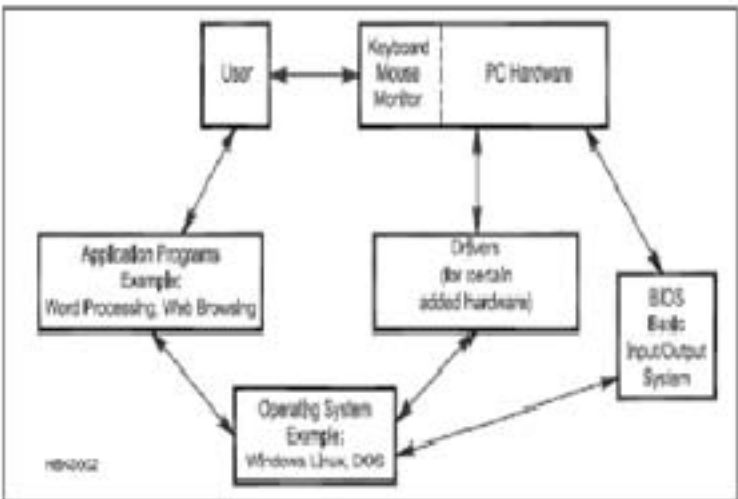 User
Keyboard
Mouse
Monitor
PC Hardware
Application Programs
Example:
Word Processing, Web Browsing
Drivers
(for certain
added hardware)
BIOS
Basic
Input/Output
System
Operating System
Example:
Windows Linux, DOS